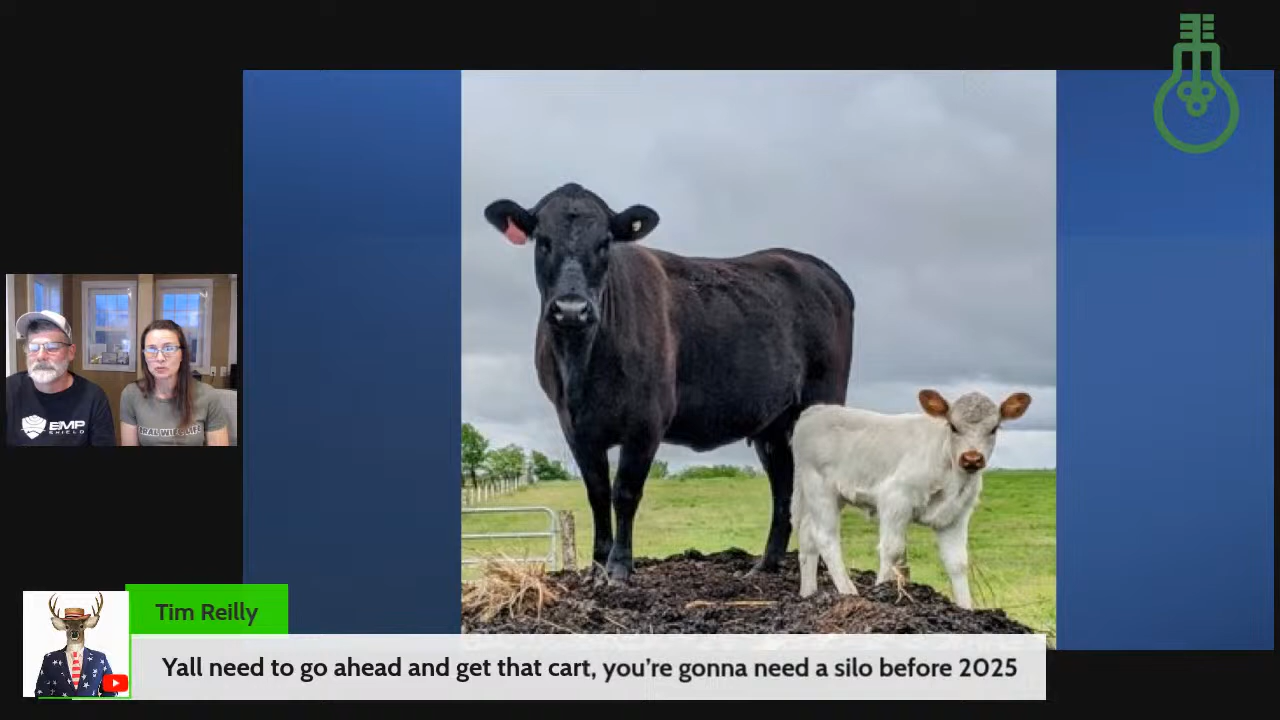 EMP
SHIELD
Tim Reilly
Yall need to go ahead and get that cart, you're gonna need a silo before 2025